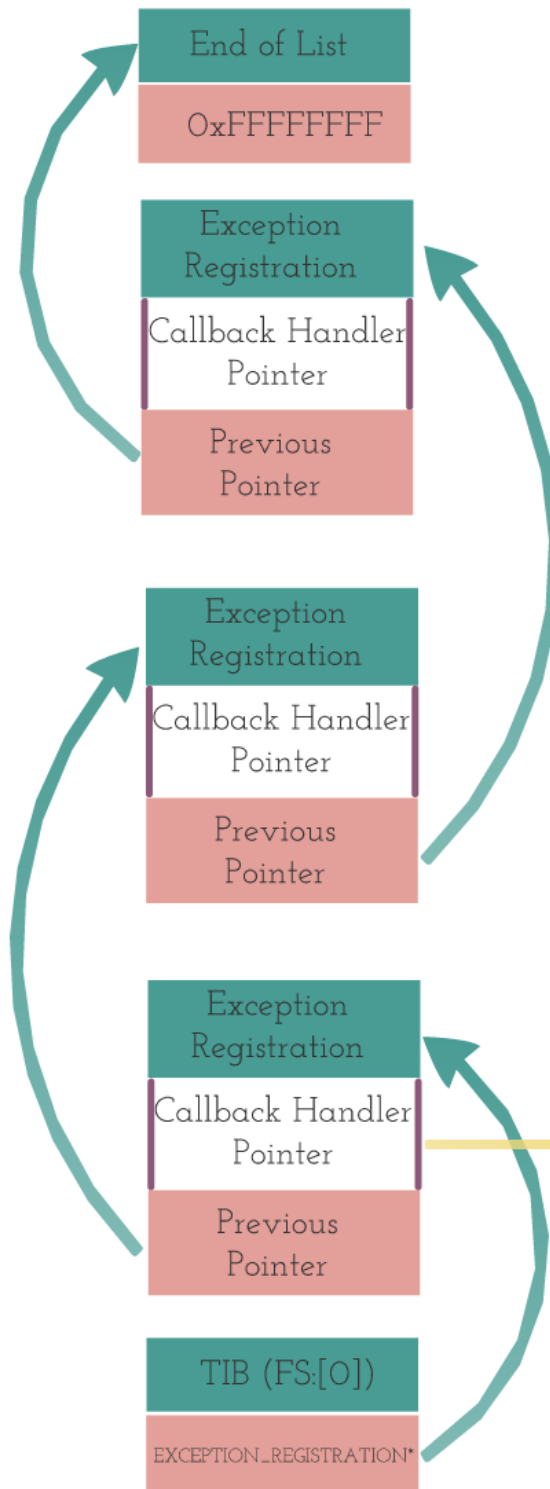 End of List
0xFFFFFFFF
Exception
Registration
Callback Handler
Pointer
Previous
Pointer
Exception
Registration
Callback Handler
Pointer
Previous
Pointer
Exception
Registration
Callback Handler
Pointer
Previous
Pointer
TIB (FS:[0])
EXCEPTION_REGISTRATION*